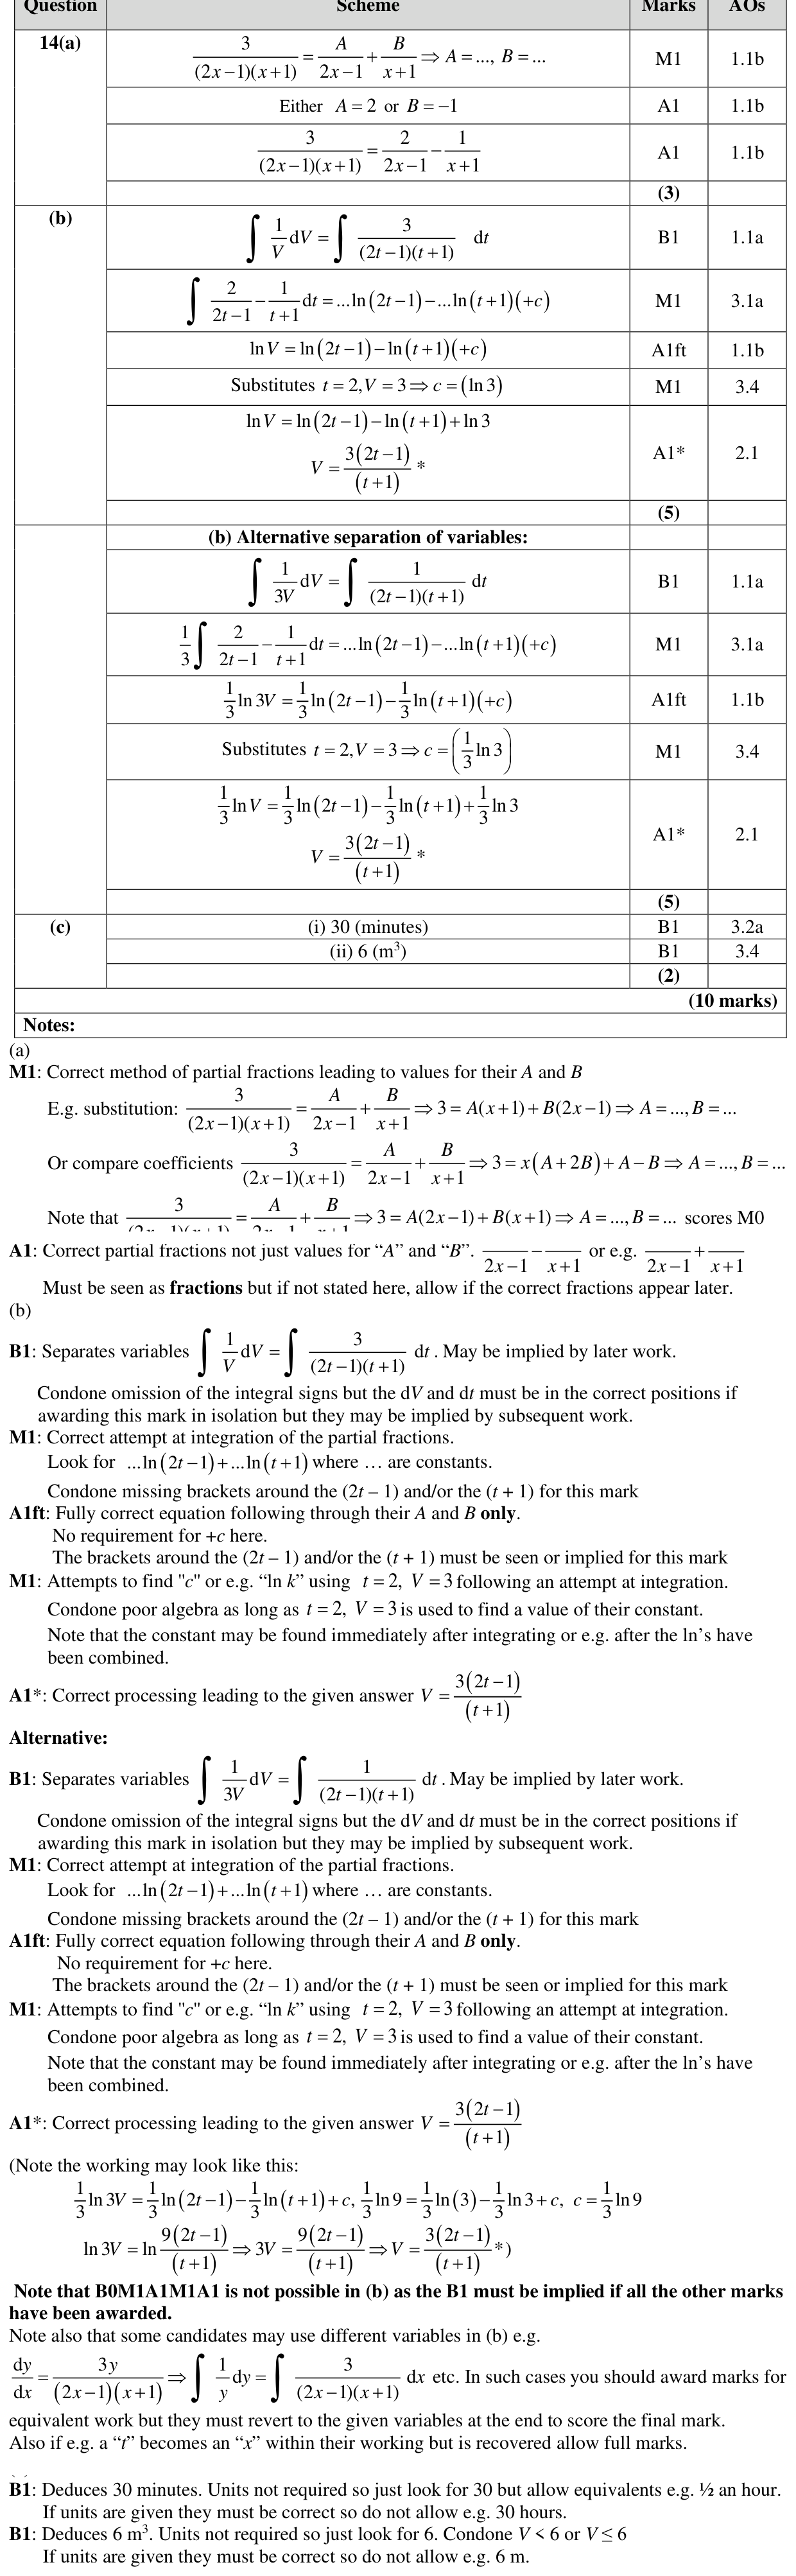 Question Scheme Marks AOs
14(a) 3/((2x−1)(x+1)) = A/(2x−1) + B/(x+1) ⇒ A = ..., B = ... M1 1.1b
Either A = 2 or B = −1 A1 1.1b
3/((2x−1)(x+1)) = 2/(2x−1) − 1/(x+1) A1 1.1b
(3)
(b) ∫ 1/V dV = ∫ 3/((2t−1)(t+1)) dt B1 1.1a
∫ 2/(2t−1) − 1/(t+1) dt = ...ln(2t−1) − ...ln(t+1)(+c) M1 3.1a
ln V = ln(2t−1) − ln(t+1)(+c) A1ft 1.1b
Substitutes t = 2, V = 3 ⇒ c = (ln 3) M1 3.4
ln V = ln(2t−1) − ln(t+1) + ln 3
V = 3(2t−1)/(t+1) * A1* 2.1
(5)
(b) Alternative separation of variables:
∫ 1/(3V) dV = ∫ 1/((2t−1)(t+1)) dt B1 1.1a
1/3 ∫ 2/(2t−1) − 1/(t+1) dt = ...ln(2t−1) − ...ln(t+1)(+c) M1 3.1a
1/3 ln 3V = 1/3 ln(2t−1) − 1/3 ln(t+1)(+c) A1ft 1.1b
Substitutes t = 2, V = 3 ⇒ c = (1/3 ln 3) M1 3.4
1/3 ln V = 1/3 ln(2t−1) − 1/3 ln(t+1) + 1/3 ln 3
V = 3(2t−1)/(t+1) * A1* 2.1
(5)
(c) (i) 30 (minutes) B1 3.2a
(ii) 6 (m³) B1 3.4
(2)
(10 marks)
Notes:
(a)
M1: Correct method of partial fractions leading to values for their A and B
E.g. substitution: 3/((2x−1)(x+1)) = A/(2x−1) + B/(x+1) ⇒ 3 = A(x+1) + B(2x−1) ⇒ A = ..., B = ...
Or compare coefficients 3/((2x−1)(x+1)) = A/(2x−1) + B/(x+1) ⇒ 3 = x(A+2B) + A−B ⇒ A = ..., B = ...
Note that 3/((2x−1)(x+1)) = A/(2x−1) + B/(x+1) ⇒ 3 = A(2x−1) + B(x+1) ⇒ A = ..., B = ... scores M0
A1: Correct partial fractions not just values for “A” and “B”. /(2x−1) − /(x+1) or e.g. /(2x−1) + /(x+1)
Must be seen as fractions but if not stated here, allow if the correct fractions appear later.
(b)
B1: Separates variables ∫ 1/V dV = ∫ 3/((2t−1)(t+1)) dt . May be implied by later work.
Condone omission of the integral signs but the dV and dt must be in the correct positions if
awarding this mark in isolation but they may be implied by subsequent work.
M1: Correct attempt at integration of the partial fractions.
Look for ...ln(2t−1) + ...ln(t+1) where … are constants.
Condone missing brackets around the (2t – 1) and/or the (t + 1) for this mark
A1ft: Fully correct equation following through their A and B only.
No requirement for +c here.
The brackets around the (2t – 1) and/or the (t + 1) must be seen or implied for this mark
M1: Attempts to find "c" or e.g. “ln k” using t = 2, V = 3 following an attempt at integration.
Condone poor algebra as long as t = 2, V = 3 is used to find a value of their constant.
Note that the constant may be found immediately after integrating or e.g. after the ln’s have
been combined.
A1*: Correct processing leading to the given answer V = 3(2t−1)/(t+1)
Alternative:
B1: Separates variables ∫ 1/(3V) dV = ∫ 1/((2t−1)(t+1)) dt . May be implied by later work.
Condone omission of the integral signs but the dV and dt must be in the correct positions if
awarding this mark in isolation but they may be implied by subsequent work.
M1: Correct attempt at integration of the partial fractions.
Look for ...ln(2t−1) + ...ln(t+1) where … are constants.
Condone missing brackets around the (2t – 1) and/or the (t + 1) for this mark
A1ft: Fully correct equation following through their A and B only.
No requirement for +c here.
The brackets around the (2t – 1) and/or the (t + 1) must be seen or implied for this mark
M1: Attempts to find "c" or e.g. “ln k” using t = 2, V = 3 following an attempt at integration.
Condone poor algebra as long as t = 2, V = 3 is used to find a value of their constant.
Note that the constant may be found immediately after integrating or e.g. after the ln’s have
been combined.
A1*: Correct processing leading to the given answer V = 3(2t−1)/(t+1)
(Note the working may look like this:
1/3 ln 3V = 1/3 ln(2t−1) − 1/3 ln(t+1) + c, 1/3 ln 9 = 1/3 ln(3) − 1/3 ln 3 + c, c = 1/3 ln 9
ln 3V = ln 9(2t−1)/(t+1) ⇒ 3V = 9(2t−1)/(t+1) ⇒ V = 3(2t−1)/(t+1) *)
Note that B0M1A1M1A1 is not possible in (b) as the B1 must be implied if all the other marks
have been awarded.
Note also that some candidates may use different variables in (b) e.g.
dy/dx = 3y/((2x−1)(x+1)) ⇒ ∫ 1/y dy = ∫ 3/((2x−1)(x+1)) dx etc. In such cases you should award marks for
equivalent work but they must revert to the given variables at the end to score the final mark.
Also if e.g. a “t” becomes an “x” within their working but is recovered allow full marks.
B1: Deduces 30 minutes. Units not required so just look for 30 but allow equivalents e.g. ½ an hour.
If units are given they must be correct so do not allow e.g. 30 hours.
B1: Deduces 6 m³. Units not required so just look for 6. Condone V < 6 or V ≤ 6
If units are given they must be correct so do not allow e.g. 6 m.